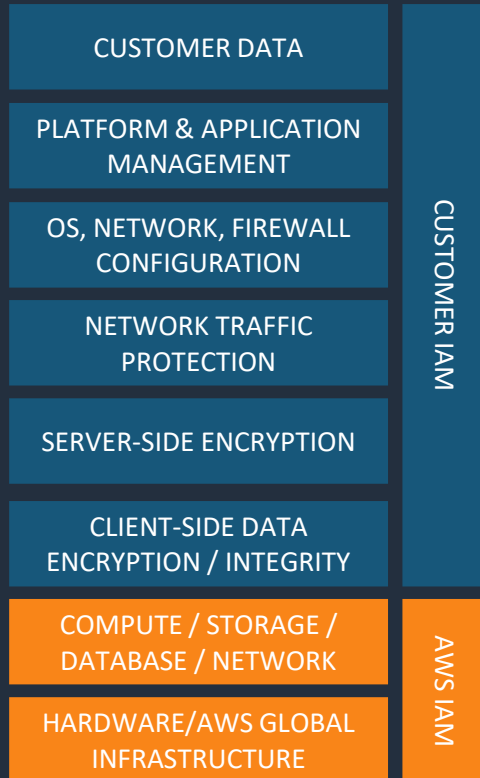 CUSTOMER DATA
PLATFORM & APPLICATION
MANAGEMENT
OS, NETWORK, FIREWALL
CONFIGURATION
NETWORK TRAFFIC
PROTECTION
SERVER-SIDE ENCRYPTION
CLIENT-SIDE DATA
ENCRYPTION / INTEGRITY
CUSTOMER IAM
COMPUTE / STORAGE /
DATABASE / NETWORK
HARDWARE/AWS GLOBAL
INFRASTRUCTURE
AWS IAM